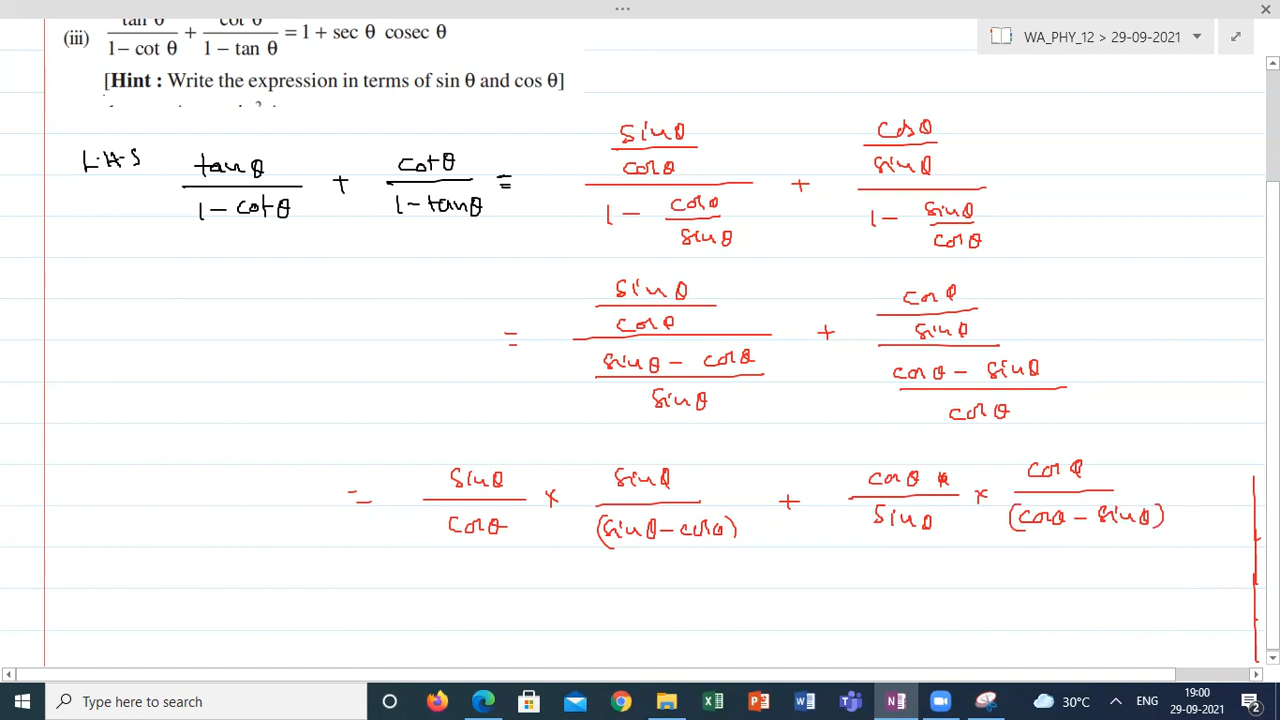 (iii) tan θ / 1– cot θ + cot θ / 1 – tan θ = 1 + sec θ cosec θ
WA_PHY_12 > 29-09-2021
[Hint : Write the expression in terms of sin θ and cos θ]
L.H.S tanθ / 1 - cotθ + cotθ / 1 - tanθ = (sinθ / cosθ) / (1 - cosθ / sinθ) + (cosθ / sinθ) / (1 - sinθ / cosθ)
= (sinθ / cosθ) / ((sinθ - cosθ) / sinθ) + (cosθ / sinθ) / ((cosθ - sinθ) / cosθ)
= sinθ / cosθ × sinθ / (sinθ - cosθ) + cosθ / sinθ × cosθ / (cosθ - sinθ)
Type here to search
30°C
ENG
19:00
29-09-2021
2